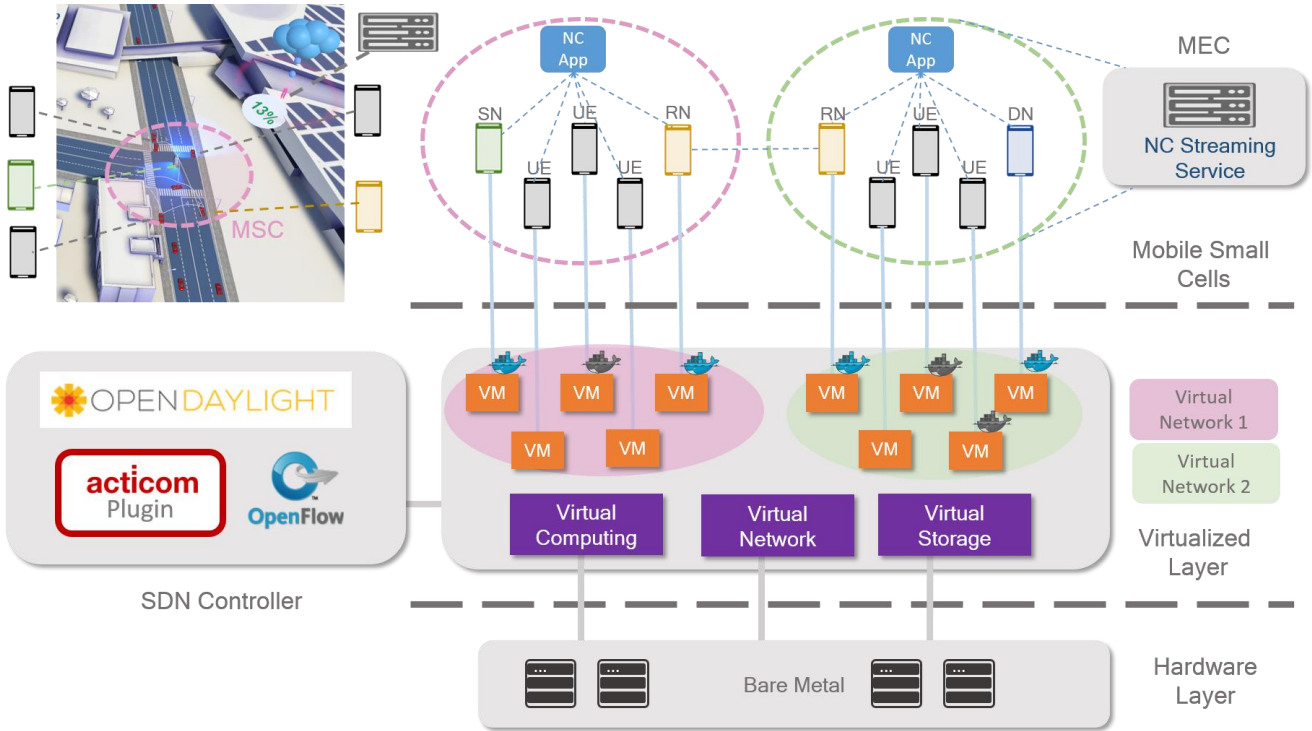 NC
App
NC
App
MEC
SN
UE
RN
RN
UE
DN
13%
NC Streaming
Service
UE
UE
UE
UE
MSC
Mobile Small
Cells
OPENDAYLIGHT
VM
VM
VM
VM
VM
VM
Virtual
Network 1
VM
VM
VM
VM
Virtual
Network 2
acticom
Plugin
OpenFlow
TM
Virtual
Computing
Virtual
Network
Virtual
Storage
Virtualized
Layer
SDN Controller
Bare Metal
Hardware
Layer